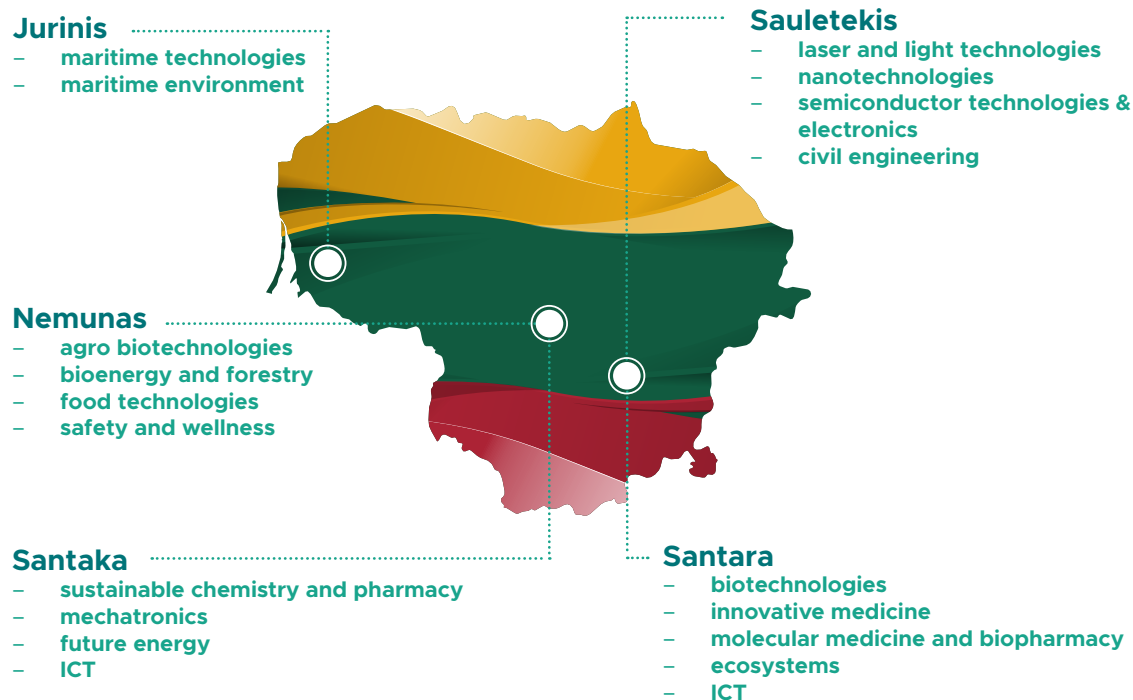 Jurinis
– maritime technologies
– maritime environment
Sauletekis
– laser and light technologies
– nanotechnologies
– semiconductor technologies &
electronics
– civil engineering
Nemunas
– agro biotechnologies
– bioenergy and forestry
– food technologies
– safety and wellness
Santaka
– sustainable chemistry and pharmacy
– mechatronics
– future energy
– ICT
Santara
– biotechnologies
– innovative medicine
– molecular medicine and biopharmacy
– ecosystems
– ICT